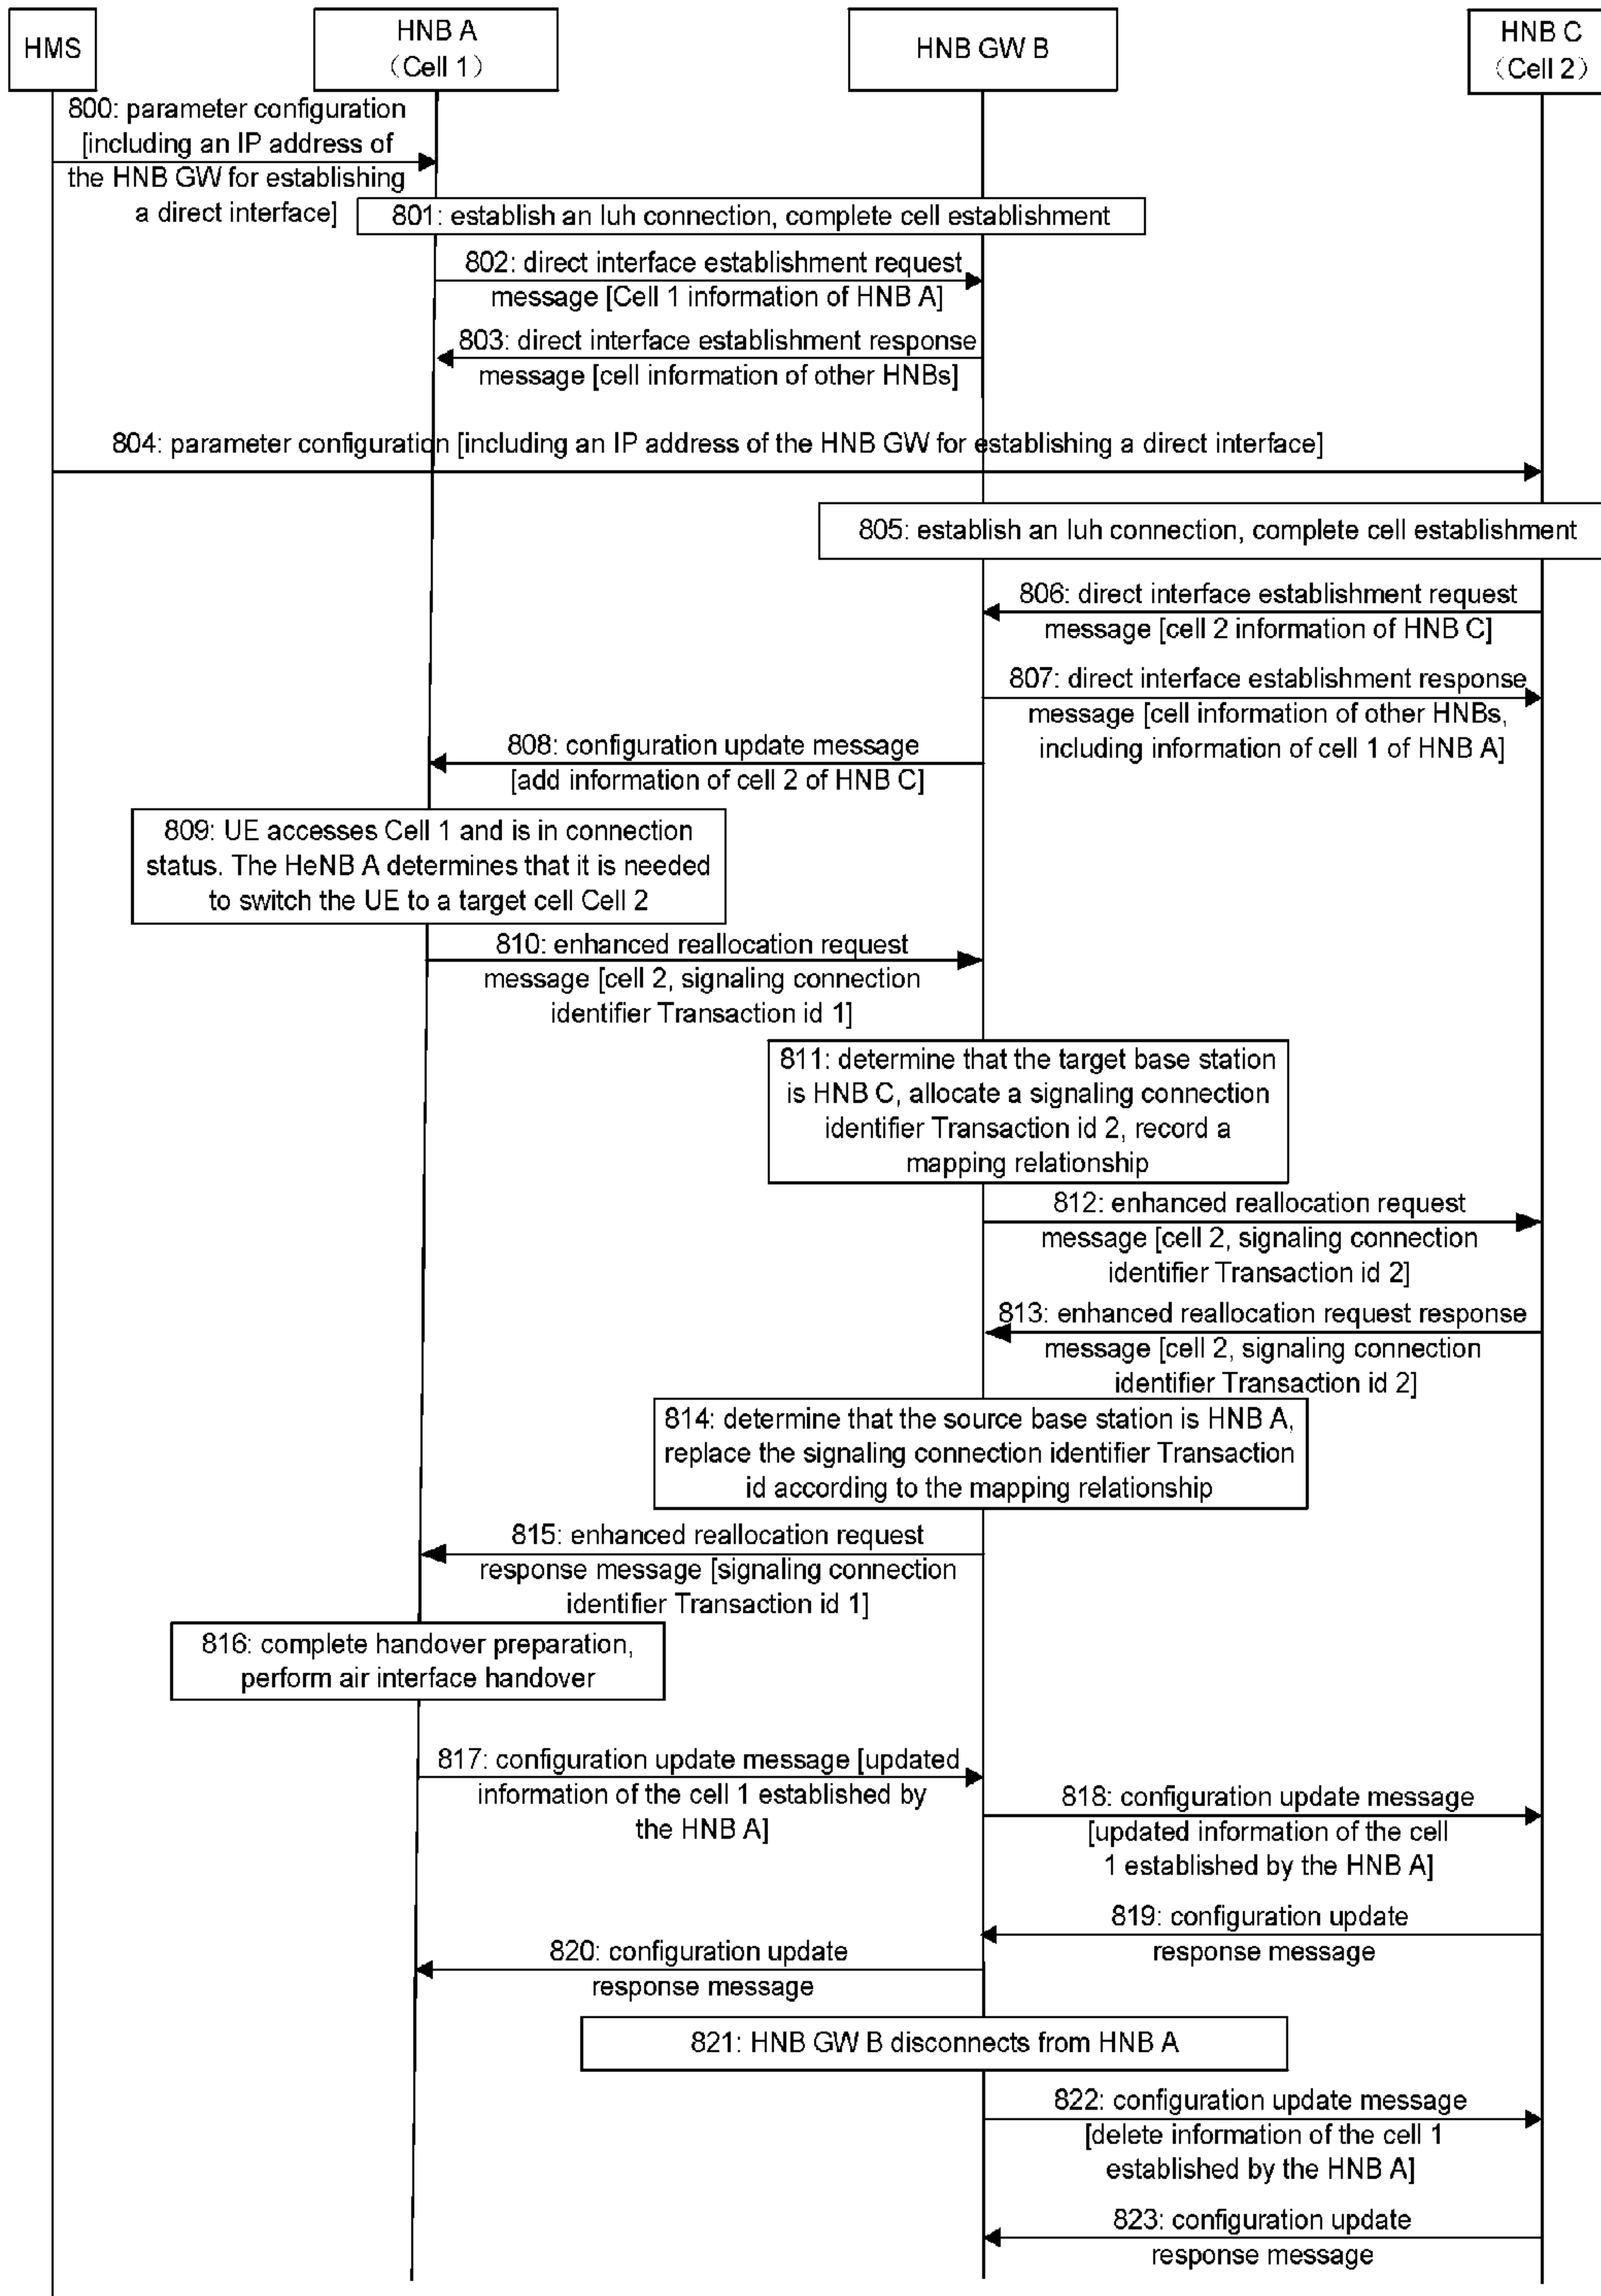 HMS
HNB A
(Cell 1)
HNB GW B
HNB C
(Cell 2)
800: parameter configuration
[including an IP address of
the HNB GW for establishing
a direct interface]
801: establish an Iuh connection, complete cell establishment
802: direct interface establishment request
message [Cell 1 information of HNB A]
803: direct interface establishment response
message [cell information of other HNBs]
804: parameter configuration [including an IP address of the HNB GW for establishing a direct interface]
805: establish an Iuh connection, complete cell establishment
806: direct interface establishment request
message [cell 2 information of HNB C]
807: direct interface establishment response
message [cell information of other HNBs,
including information of cell 1 of HNB A]
808: configuration update message
[add information of cell 2 of HNB C]
809: UE accesses Cell 1 and is in connection
status. The HeNB A determines that it is needed
to switch the UE to a target cell Cell 2
810: enhanced reallocation request
message [cell 2, signaling connection
identifier Transaction id 1]
811: determine that the target base station
is HNB C, allocate a signaling connection
identifier Transaction id 2, record a
mapping relationship
812: enhanced reallocation request
message [cell 2, signaling connection
identifier Transaction id 2]
813: enhanced reallocation request response
message [cell 2, signaling connection
identifier Transaction id 2]
814: determine that the source base station is HNB A,
replace the signaling connection identifier Transaction
id according to the mapping relationship
815: enhanced reallocation request
response message [signaling connection
identifier Transaction id 1]
816: complete handover preparation,
perform air interface handover
817: configuration update message [updated
information of the cell 1 established by
the HNB A]
818: configuration update message
[updated information of the cell
1 established by the HNB A]
819: configuration update
response message
820: configuration update
response message
821: HNB GW B disconnects from HNB A
822: configuration update message
[delete information of the cell 1
established by the HNB A]
823: configuration update
response message